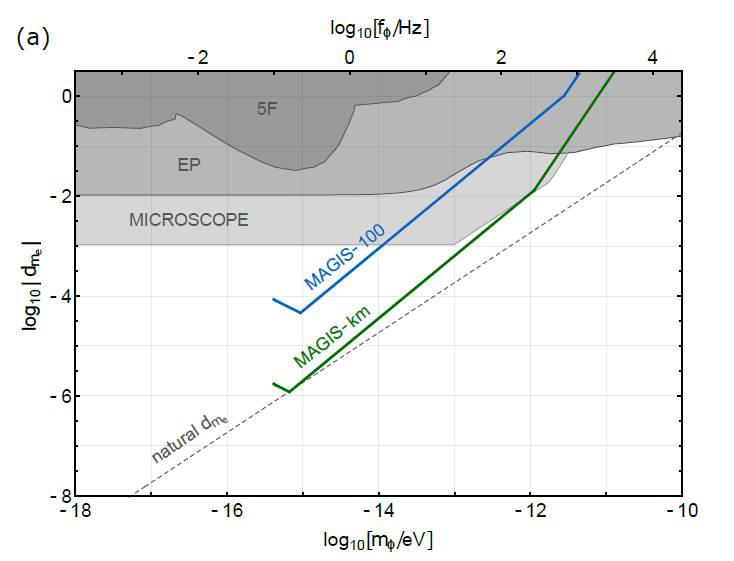 (a)
log10[fϕ/Hz]
-2 0 2 4
0
5F
EP
-2
MICROSCOPE
MAGIS-100
log10|dme|
-4
MAGIS-km
-6
natural dme
-8
-18 -16 -14 -12 -10
log10[mϕ/eV]